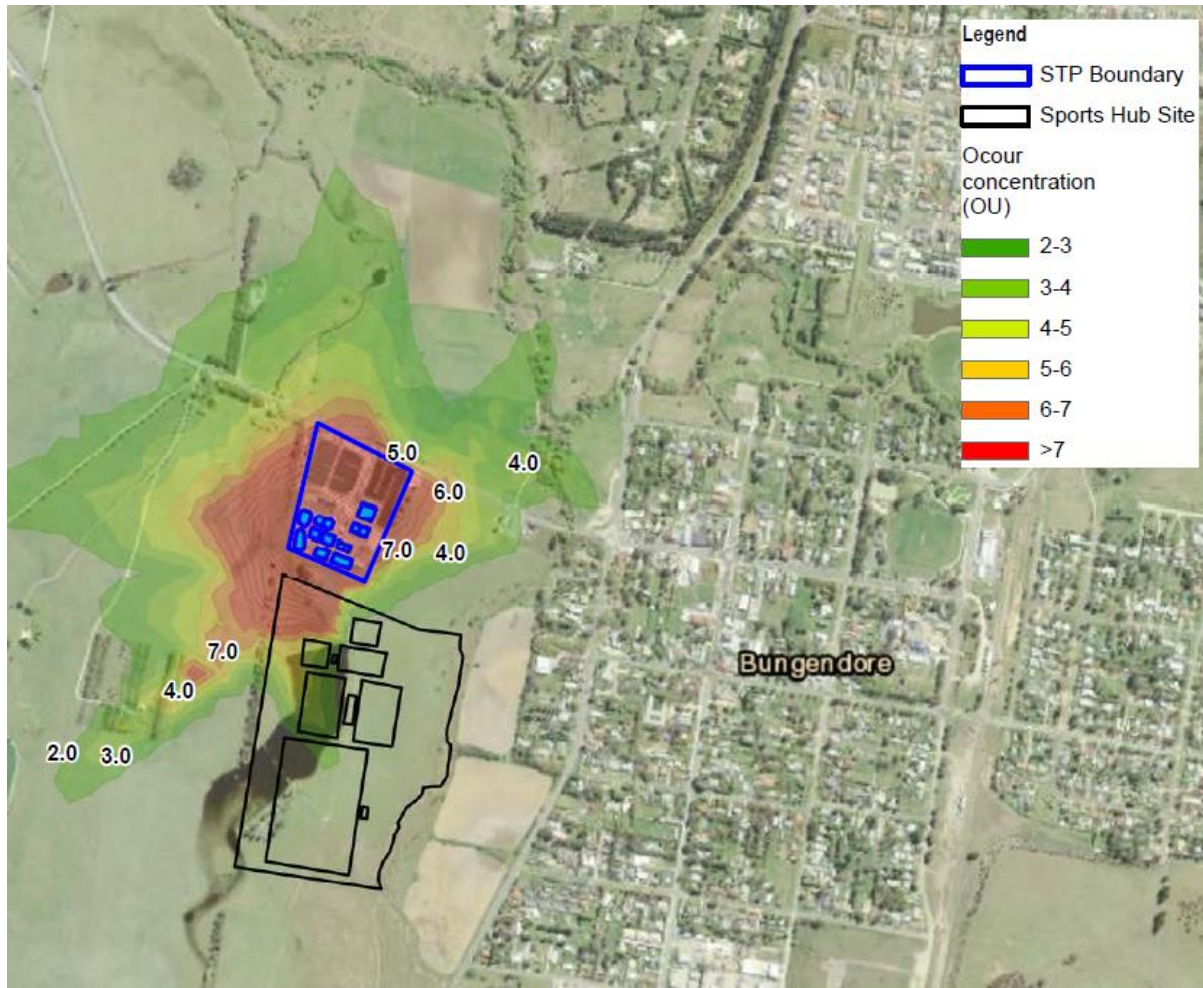 Legend
STP Boundary
Sports Hub Site
Ocour
concentration
(OU)
2-3
3-4
4-5
5-6
6-7
>7
5.0
4.0
6.0
7.0
4.0
7.0
4.0
2.0
3.0
Bungendore